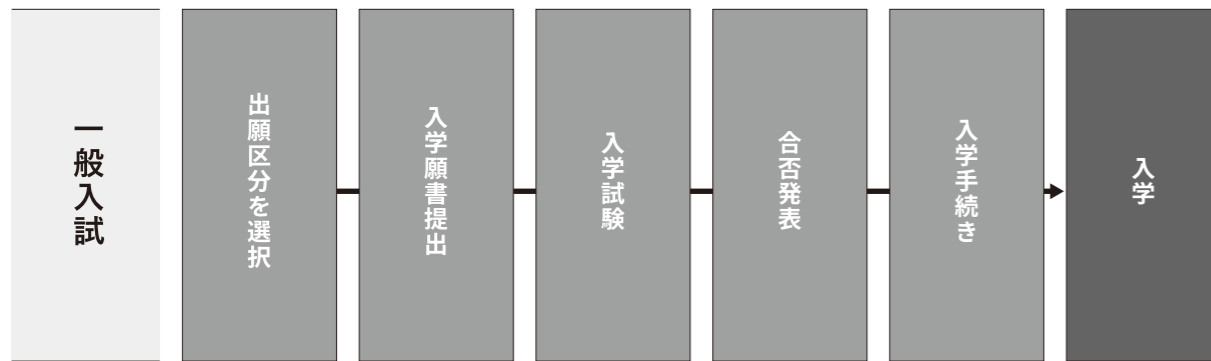 一般入試
出願区分を選択
入学願書提出
入学試験
合否発表
入学手続き
入学